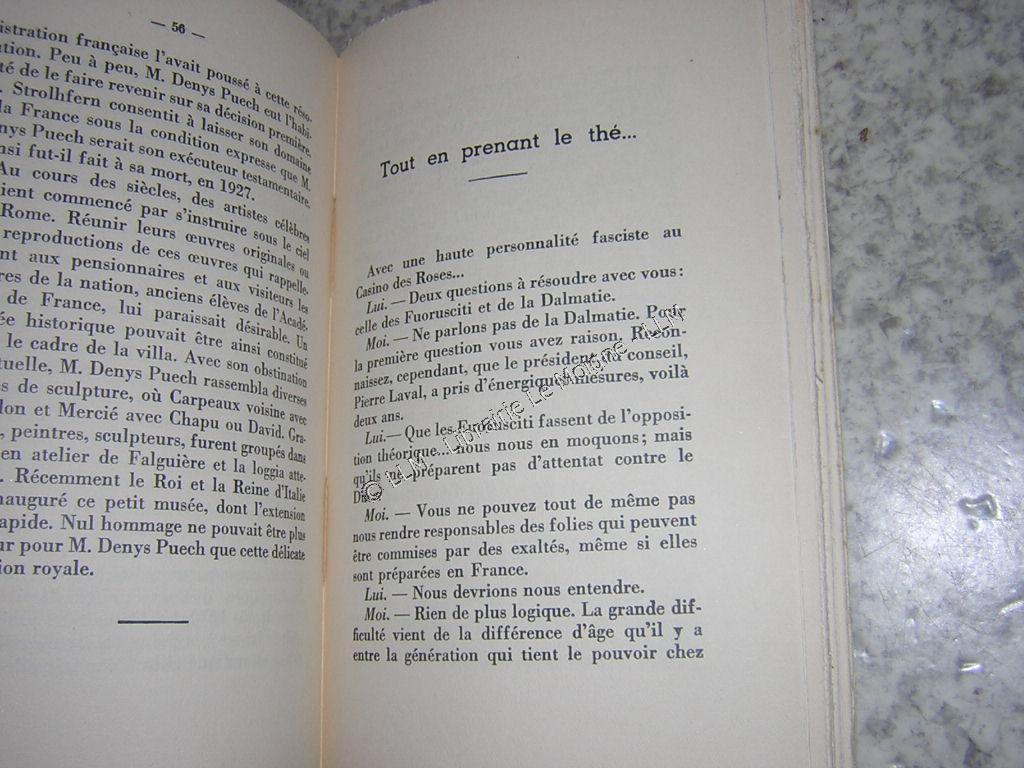 — 56 —
istration française l'avait poussé à cette réso-
ution. Peu à peu, M. Denys Puech eut l'habi-
té de le faire revenir sur sa décision première.
. Strolhfern consentit à laisser son domaine
la France sous la condition expresse que M.
nys Puech serait son exécuteur testamentaire.
nsi fut-il fait à sa mort, en 1927.
Au cours des siècles, des artistes célèbres
ient commencé par s'instruire sous le ciel
Rome. Réunir leurs œuvres originales ou
reproductions de ces œuvres qui rappelle-
nt aux pensionnaires et aux visiteurs les
res de la nation, anciens élèves de l'Acadé-
de France, lui paraissait désirable. Un
ée historique pouvait être ainsi constitué
le cadre de la villa. Avec son obstination
tuelle, M. Denys Puech rassembla diverses
s de sculpture, où Carpeaux voisine avec
lon et Mercié avec Chapu ou David. Gra-
, peintres, sculpteurs, furent groupés dans
en atelier de Falguière et la loggia atte-
. Récemment le Roi et la Reine d'Italie
nauguré ce petit musée, dont l'extension
apide. Nul hommage ne pouvait être plus
ur pour M. Denys Puech que cette délicate
ion royale.
Tout en prenant le thé...
Avec une haute personnalité fasciste au
Casino des Roses...
Lui. — Deux questions à résoudre avec vous :
celle des Fuorusciti et de la Dalmatie.
Moi. — Ne parlons pas de la Dalmatie. Pour
la première question vous avez raison. Recon-
naissez, cependant, que le président du conseil,
Pierre Laval, a pris d'énergiques mesures, voilà
deux ans.
Lui. — Que les Fuorusciti fassent de l'opposi-
tion théorique... nous nous en moquons ; mais
qu'ils ne préparent pas d'attentat contre le
Moi. — Vous ne pouvez tout de même pas
nous rendre responsables des folies qui peuvent
être commises par des exaltés, même si elles
sont préparées en France.
Lui. — Nous devrions nous entendre.
Moi. — Rien de plus logique. La grande dif-
ficulté vient de la différence d'âge qu'il y a
entre la génération qui tient le pouvoir chez
© LLM. Librairie Le Moisne LLM